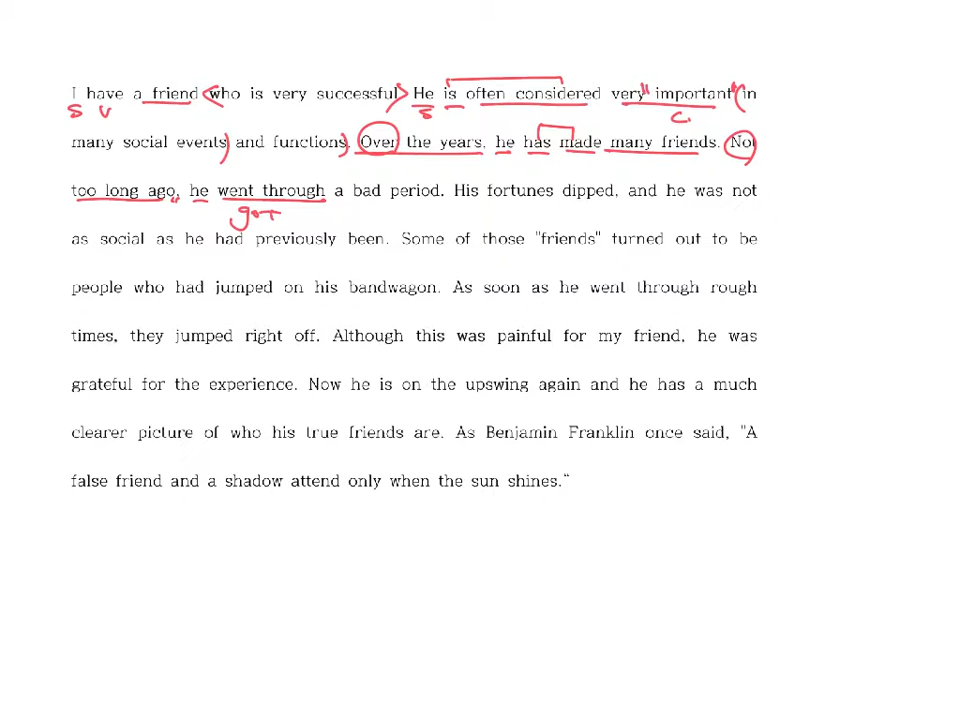 I have a friend who is very successful. He is often considered very important in
S V S C.
many social events and functions. Over the years, he has made many friends. Not
too long ago, he went through a bad period. His fortunes dipped, and he was not
got
as social as he had previously been. Some of those "friends" turned out to be
people who had jumped on his bandwagon. As soon as he went through rough
times, they jumped right off. Although this was painful for my friend, he was
grateful for the experience. Now he is on the upswing again and he has a much
clearer picture of who his true friends are. As Benjamin Franklin once said, "A
false friend and a shadow attend only when the sun shines."